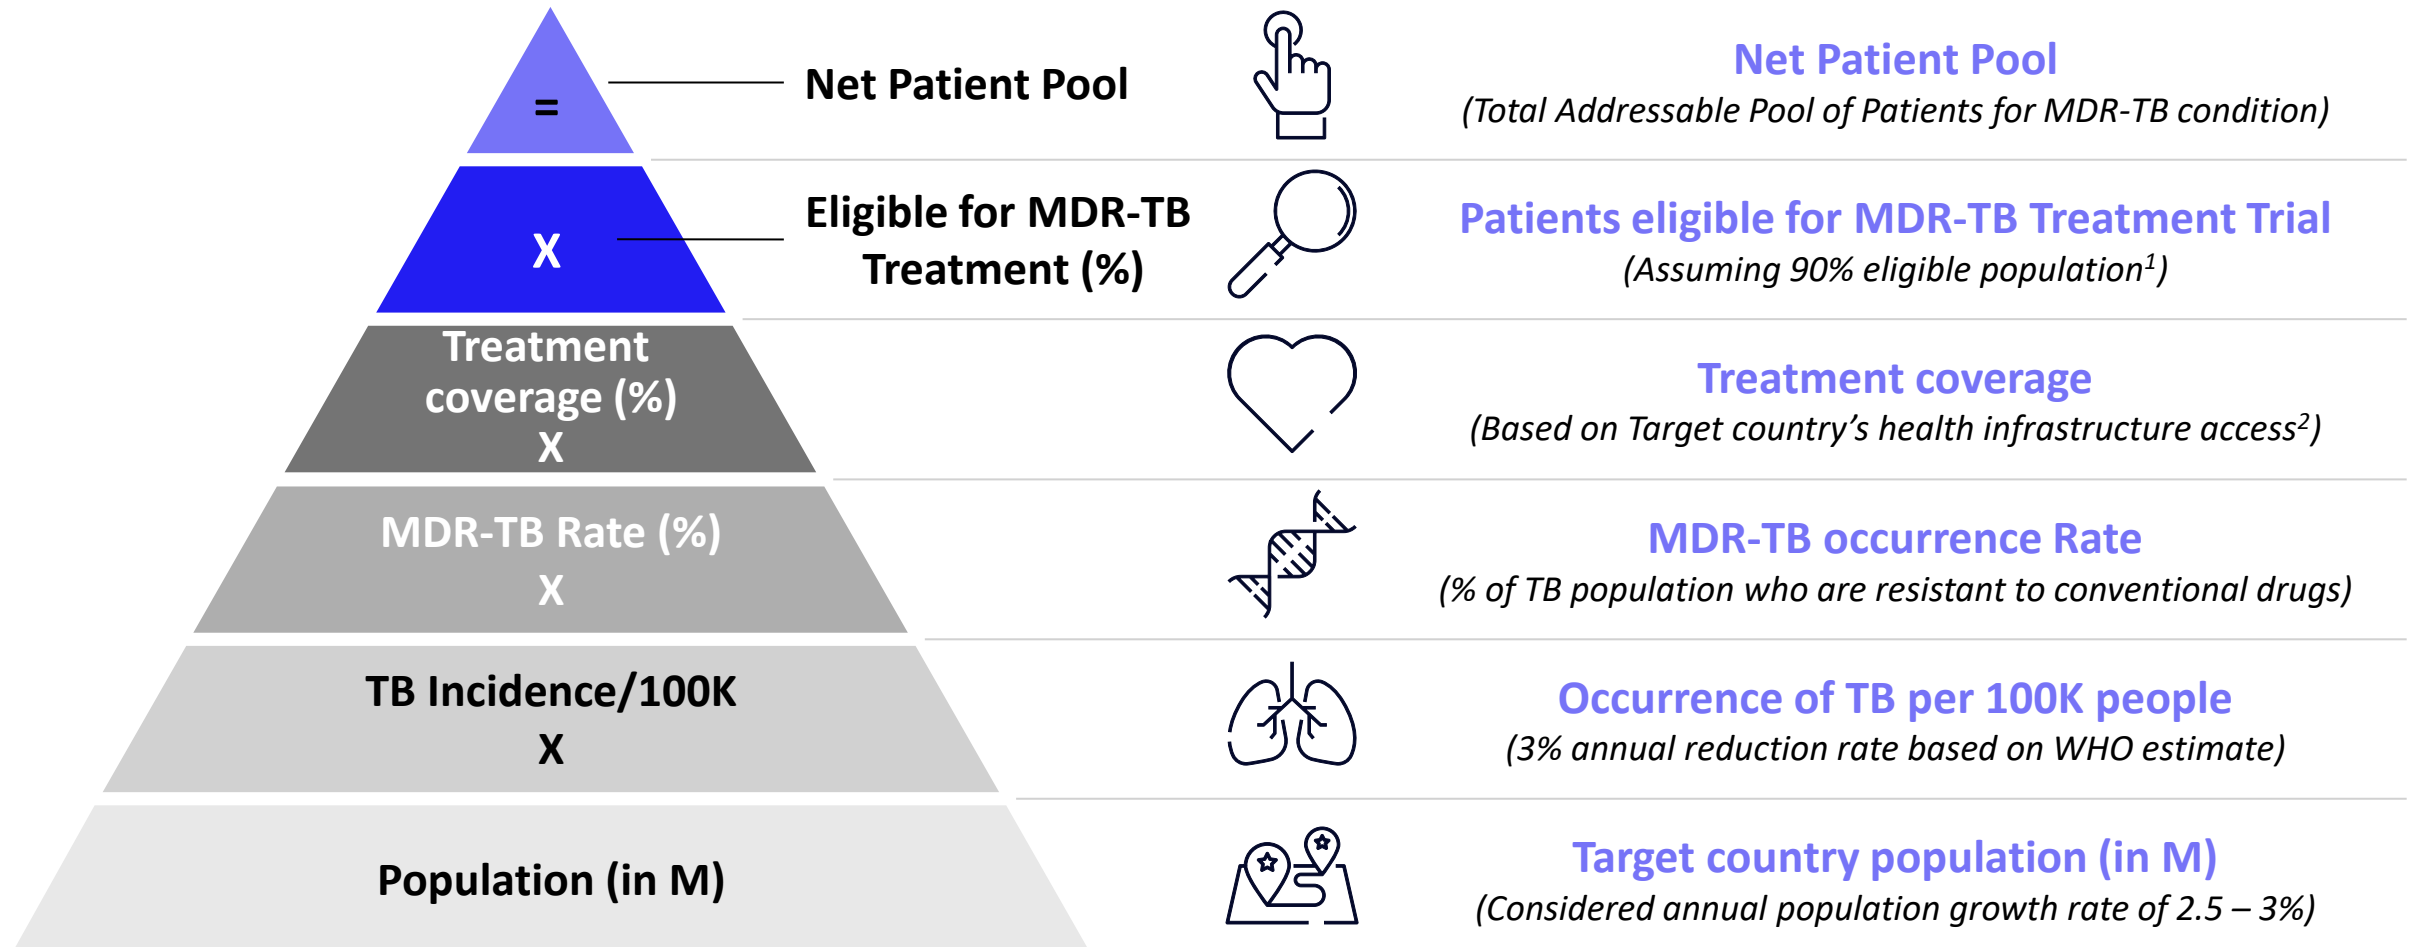 =
Net Patient Pool
Net Patient Pool
(Total Addressable Pool of Patients for MDR-TB condition)
X
Eligible for MDR-TB
Treatment (%)
Patients eligible for MDR-TB Treatment Trial
(Assuming 90% eligible population¹)
Treatment
coverage (%)
X
Treatment coverage
(Based on Target country’s health infrastructure access²)
MDR-TB Rate (%)
X
MDR-TB occurrence Rate
(% of TB population who are resistant to conventional drugs)
TB Incidence/100K
X
Occurrence of TB per 100K people
(3% annual reduction rate based on WHO estimate)
Population (in M)
Target country population (in M)
(Considered annual population growth rate of 2.5 – 3%)